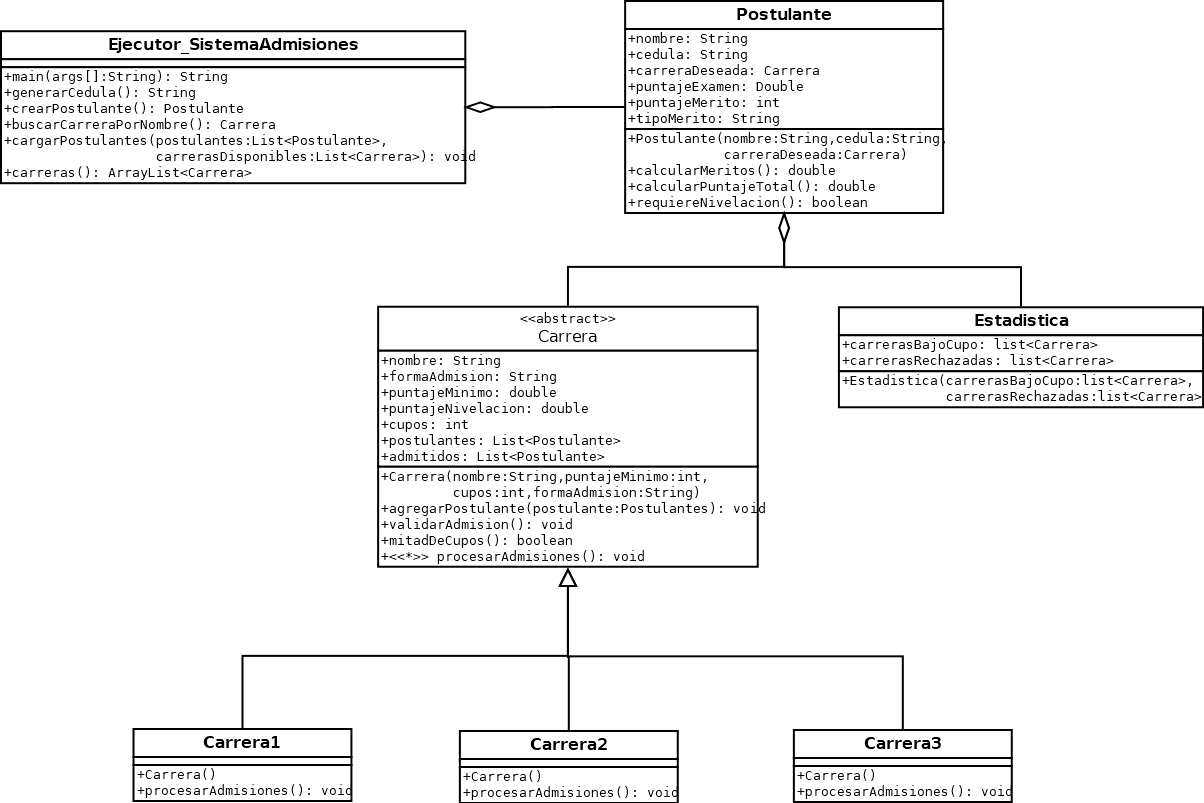 Ejecutor_SistemaAdmisiones
+main(args[]:String): String
+generarCedula(): String
+crearPostulante(): Postulante
+buscarCarreraPorNombre(): Carrera
+cargarPostulantes(postulantes:List<Postulante>,
carrerasDisponibles:List<Carrera>): void
+carreras(): ArrayList<Carrera>
Postulante
+nombre: String
+cedula: String
+carreraDeseada: Carrera
+puntajeExamen: Double
+puntajeMerito: int
+tipoMerito: String
+Postulante(nombre:String,cedula:String,
carreraDeseada:Carrera)
+calcularMeritos(): double
+calcularPuntajeTotal(): double
+requiereNivelacion(): boolean
<<abstract>>
Carrera
+nombre: String
+formaAdmision: String
+puntajeMinimo: double
+puntajeNivelacion: double
+cupos: int
+postulantes: List<Postulante>
+admitidos: List<Postulante>
+Carrera(nombre:String,puntajeMinimo:int,
cupos:int,formaAdmision:String)
+agregarPostulante(postulante:Postulantes): void
+validarAdmision(): void
+mitadDeCupos(): boolean
+<<*>> procesarAdmisiones(): void
Estadistica
+carrerasBajoCupo: list<Carrera>
+carrerasRechazadas: list<Carrera>
+Estadistica(carrerasBajoCupo:list<Carrera>,
carrerasRechazadas:list<Carrera>
Carrera1
+Carrera()
+procesarAdmisiones(): void
Carrera2
+Carrera()
+procesarAdmisiones(): void
Carrera3
+Carrera()
+procesarAdmisiones(): void